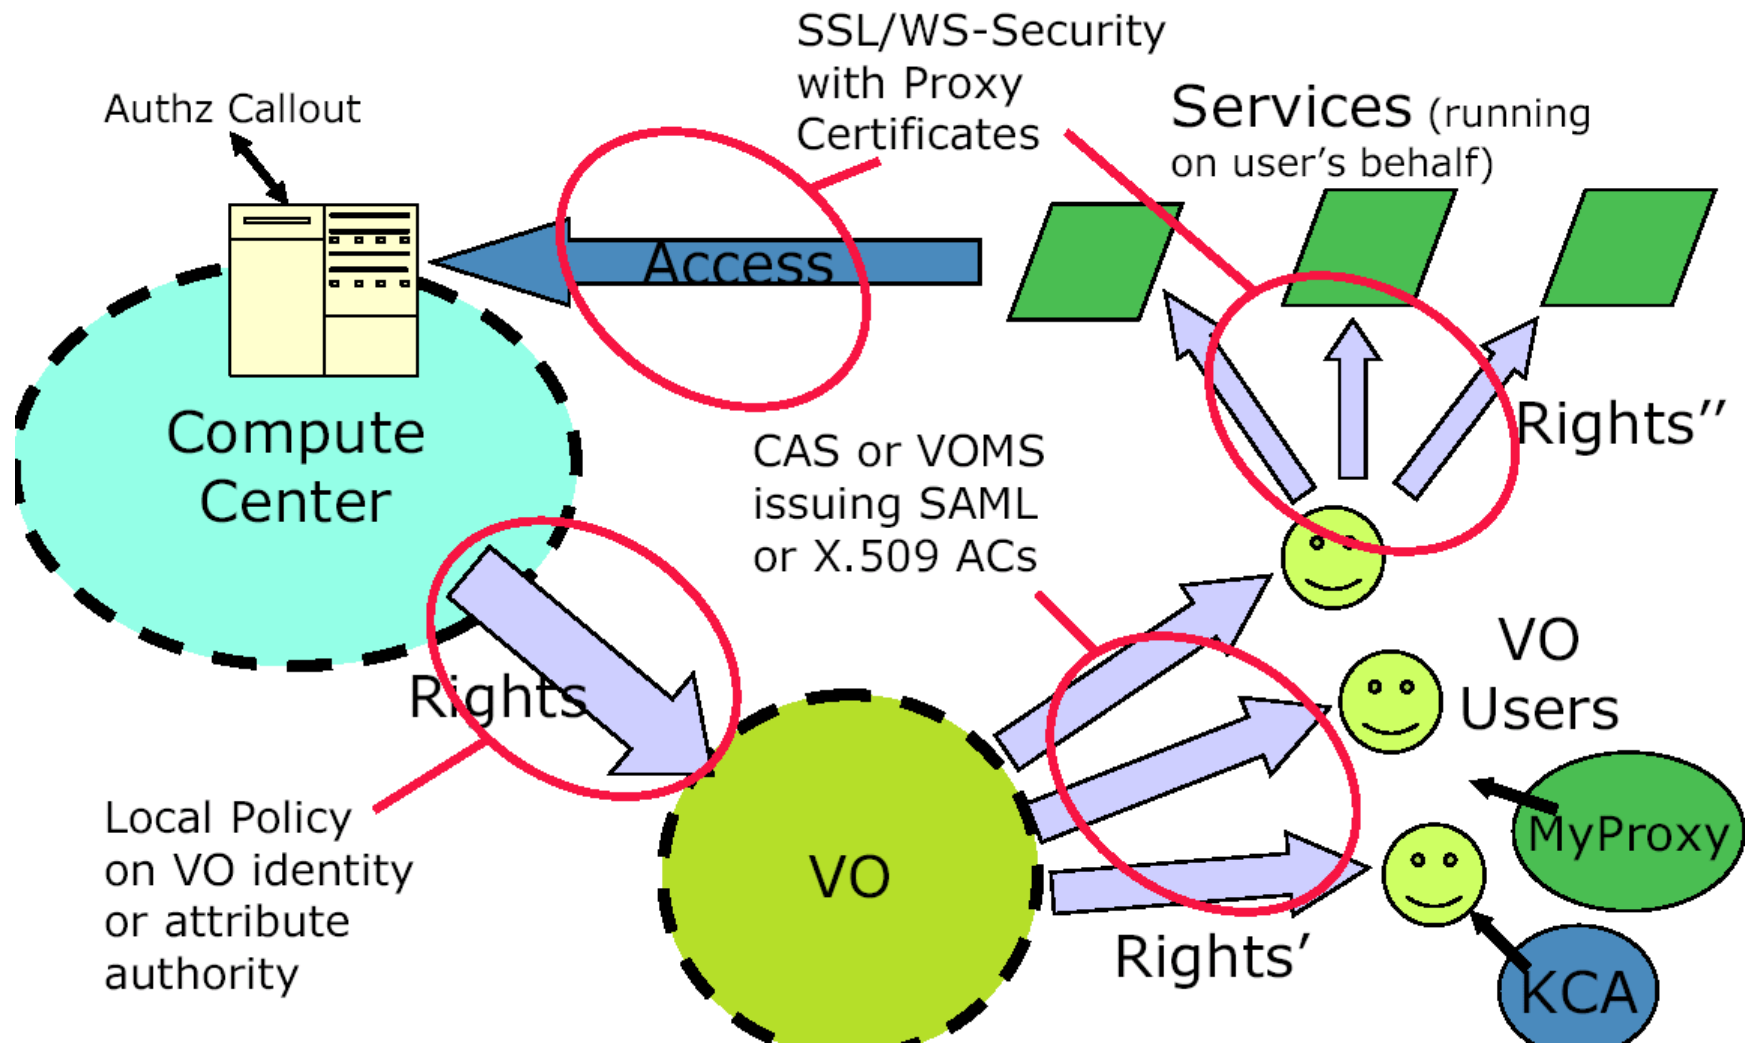 SSL/WS-Security
with Proxy
Certificates
Authz Callout
Services (running
on user’s behalf)
Access
Compute
Center
CAS or VOMS
issuing SAML
or X.509 ACs
Rights’’
Rights
VO
Users
Local Policy
on VO identity
or attribute
authority
VO
MyProxy
Rights’
KCA